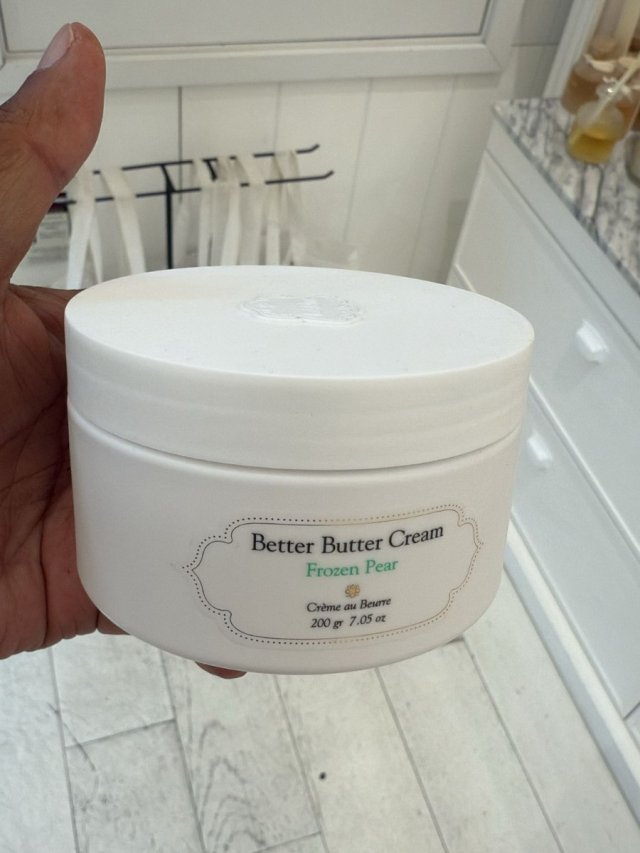 Better Butter Cream
Frozen Pear
Crème au Beurre
200 gr 7.05 oz